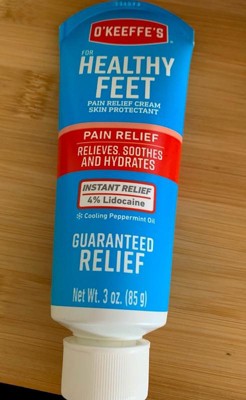 O'KEEFFE'S
FOR
HEALTHY
FEET
PAIN RELIEF CREAM
SKIN PROTECTANT
PAIN RELIEF
RELIEVES, SOOTHES
AND HYDRATES
INSTANT RELIEF
4% Lidocaine
Cooling Peppermint Oil
GUARANTEED
RELIEF
Net Wt. 3 oz. (85 g)